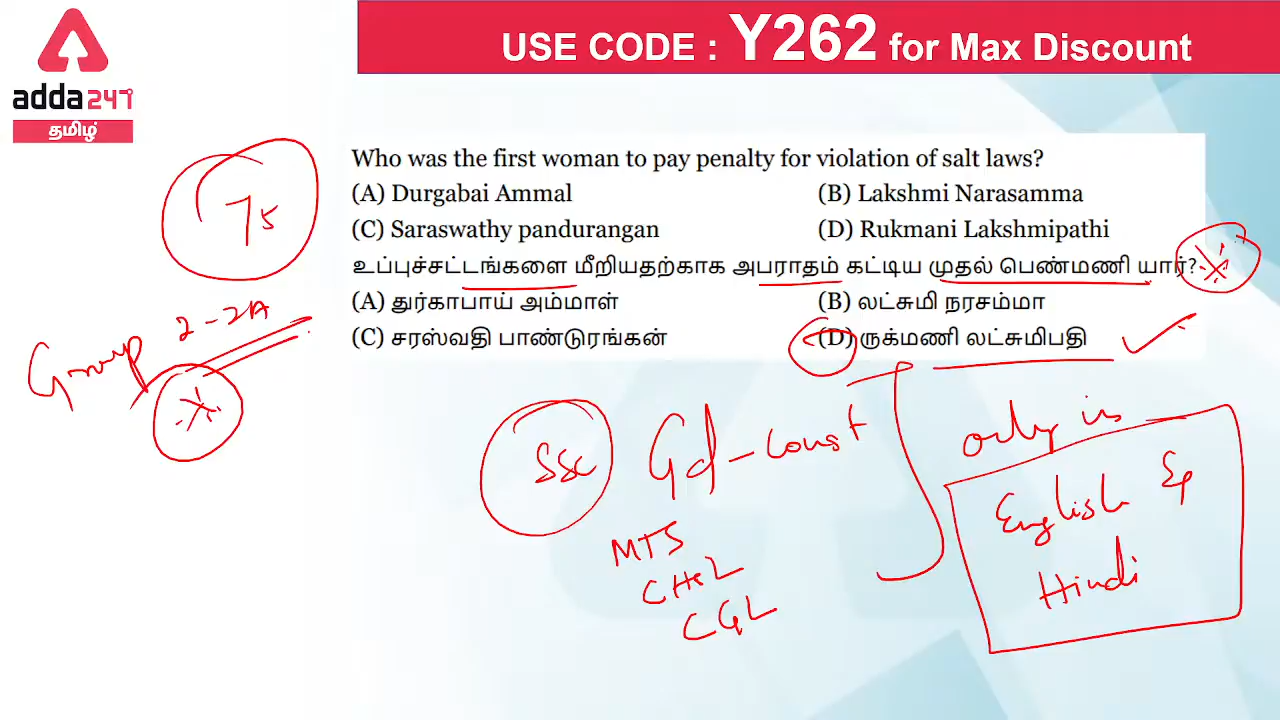 USE CODE : Y262 for Max Discount
adda247
தமிழ்
Who was the first woman to pay penalty for violation of salt laws?
(A) Durgabai Ammal (B) Lakshmi Narasamma
(C) Saraswathy pandurangan (D) Rukmani Lakshmipathi
உப்புச்சட்டங்களை மீறியதற்காக அபராதம் கட்டிய முதல் பெண்மணி யார்?
(A) துர்காபாய் அம்மாள் (B) லட்சுமி நரசம்மா
(C) சரஸ்வதி பாண்டுரங்கன் (D) ருக்மணி லட்சுமிபதி
75
Group 2-2A
SSC Gd-Const
MTS
CHSL
CGL
only in
English &
Hindi